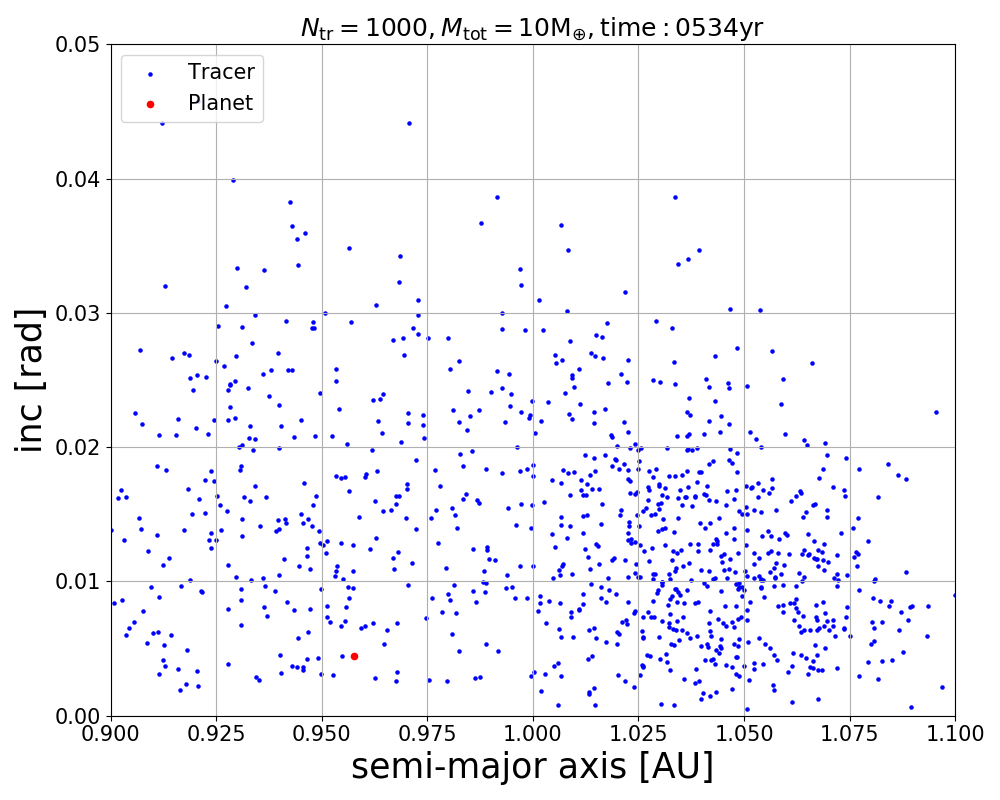 N_tr = 1000, M_tot = 10M_⊕, time : 0534yr
0.05
Tracer
Planet
0.04
0.03
0.02
0.01
0.00
inc [rad]
0.900 0.925 0.950 0.975 1.000 1.025 1.050 1.075 1.100
semi-major axis [AU]